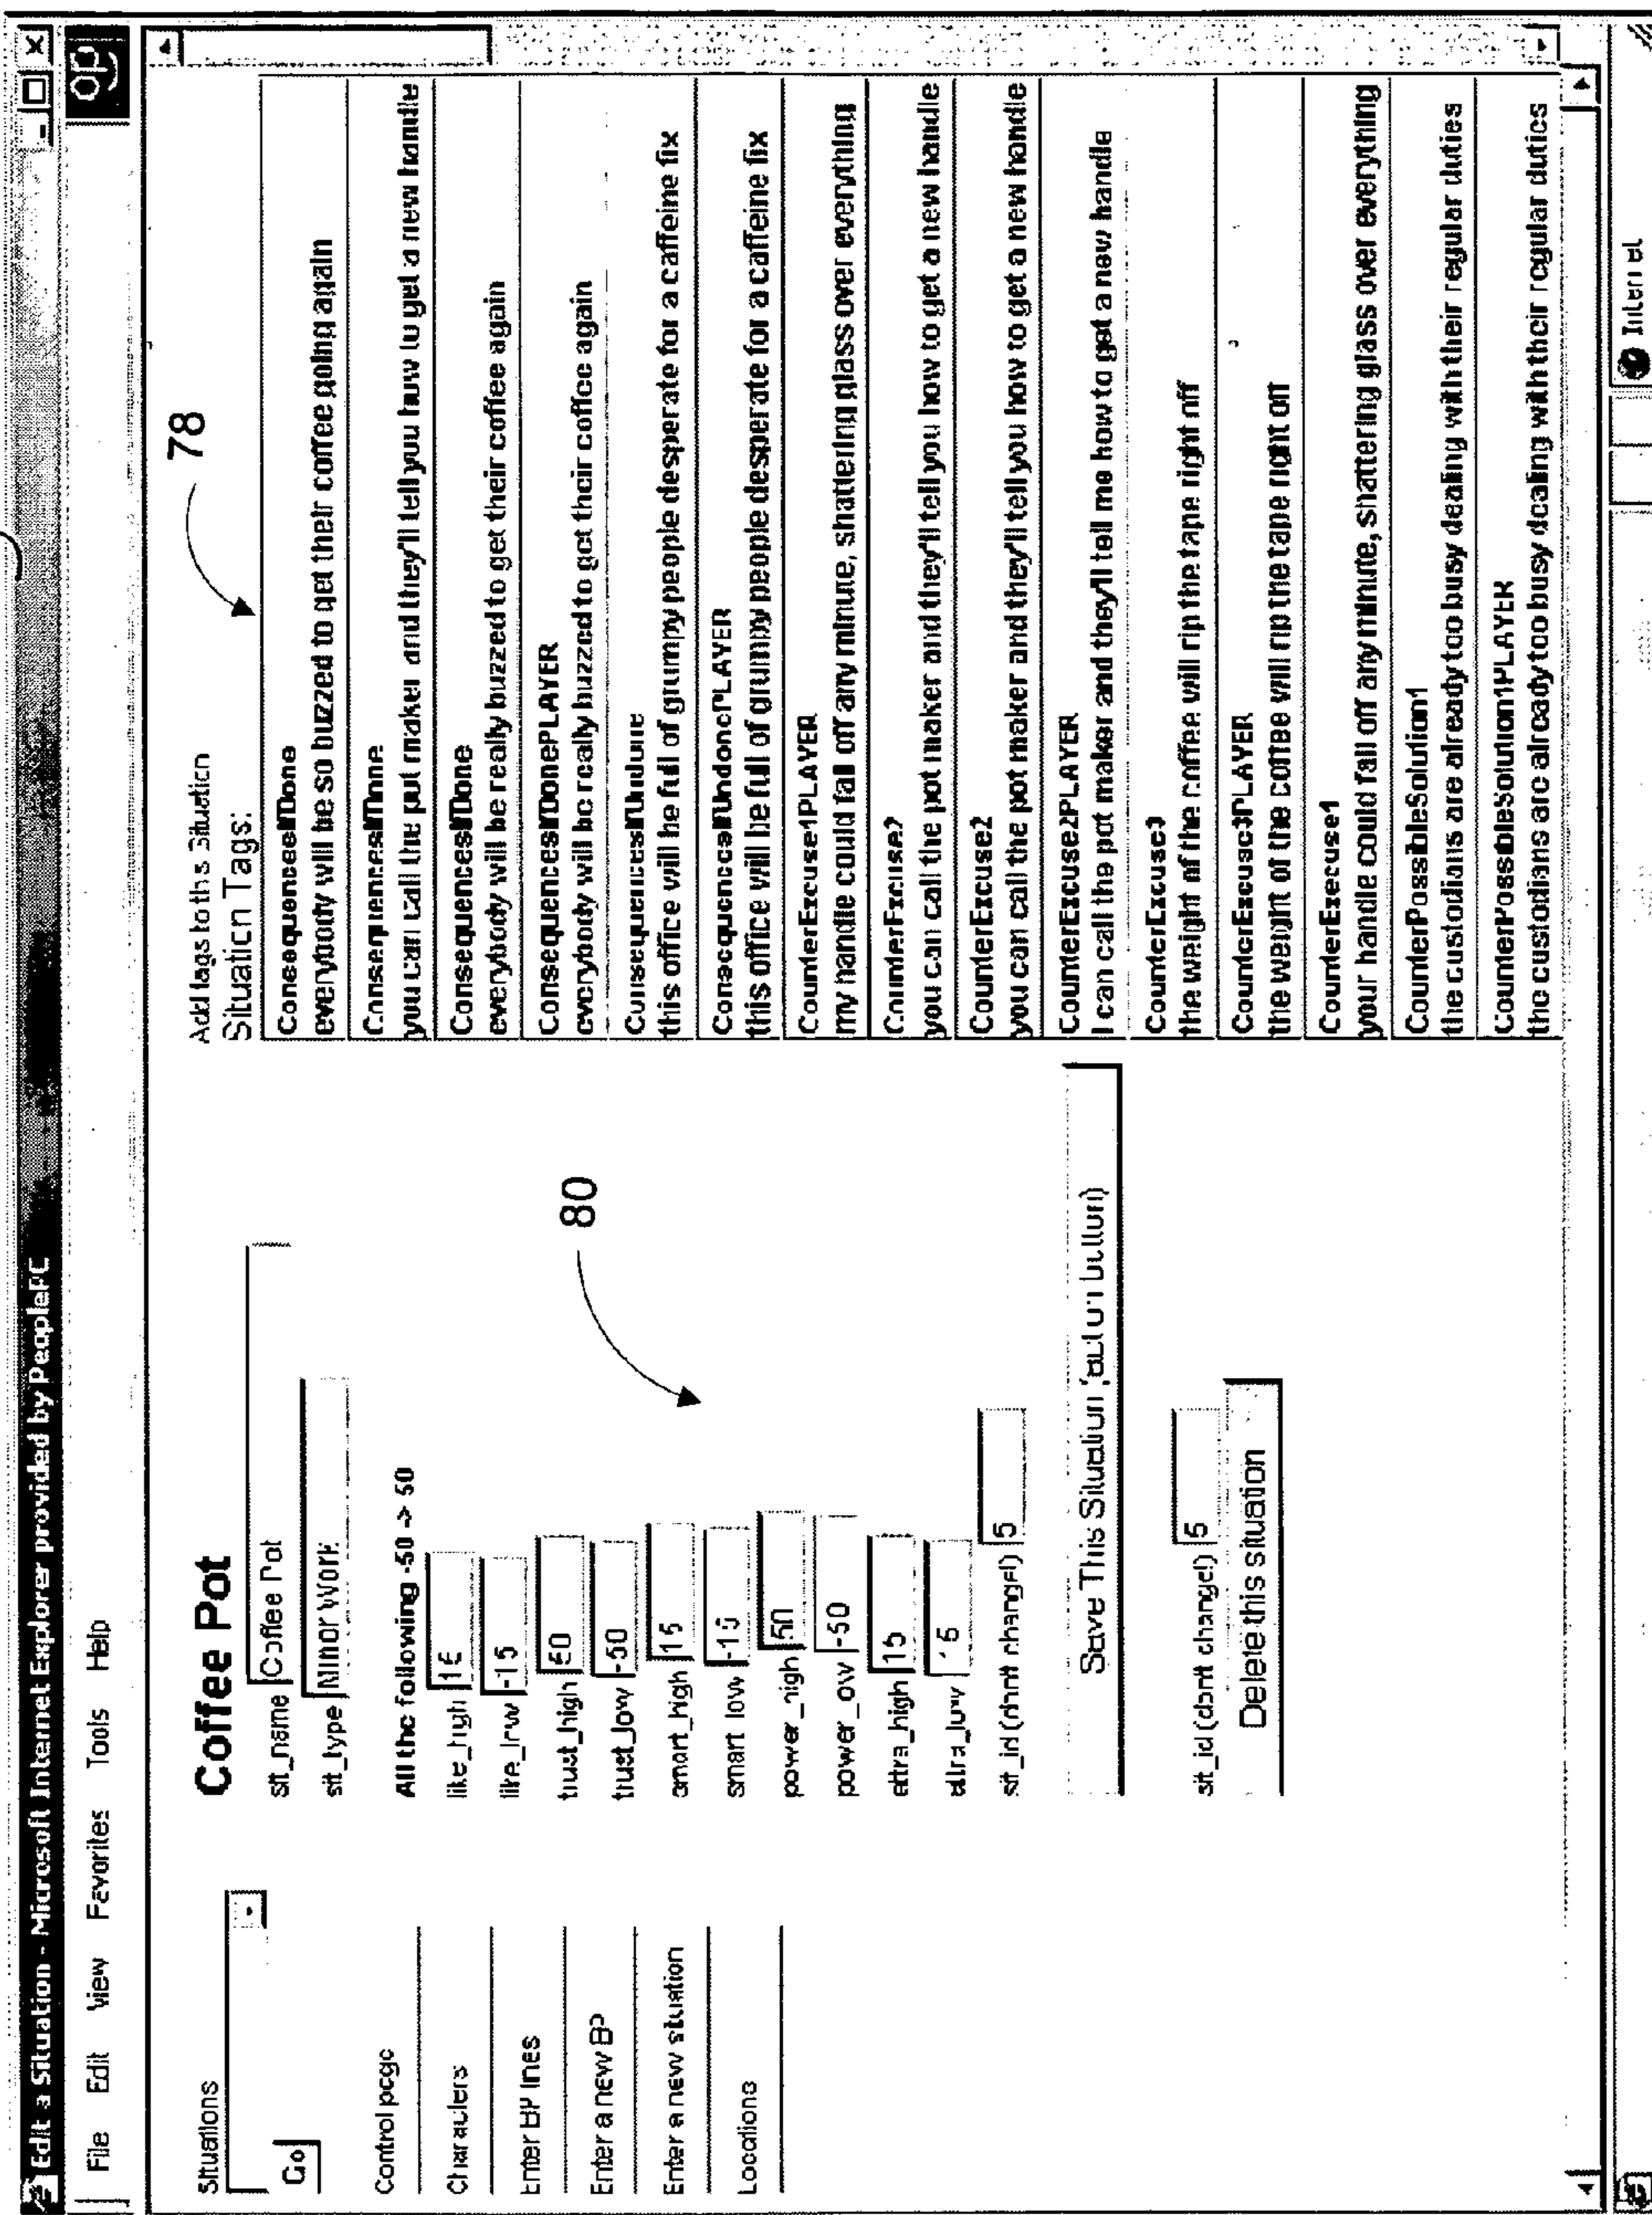 Edit a Situation - Microsoft Internet Explorer provided by PeoplePC
File Edit View Favorites Tools Help
Situations
Go
Control page
Characters
Enter BP lines
Enter a new BP
Enter a new situation
Locations
Coffee Pot
sit_name Coffee Pot
sit_type Minor Work
All the following -50 -> 50
like_high 15
like_low -15
trust_high 50
trust_low -50
smart_high 15
smart_low -15
power_high 50
power_low -50
attra_high 15
attra_low -15
sit_id (dont change!) 5
Save This Situation (action button)
sit_id (dont change!) 5
Delete this situation
80
78
Add tags to this Situation
Situation Tags:
ConsequencesIfDone
everybody will be so buzzed to get their coffee going again
ConsequencesIfDone
you can call the pot maker and they'll tell you how to get a new handle
ConsequencesIfDone
everybody will be really buzzed to get their coffee again
ConsequencesIfDonePLAYER
everybody will be really buzzed to get their coffee again
ConsequencesIfUndone
this office will be full of grumpy people desperate for a caffeine fix
ConsequencesIfUndonePLAYER
this office will be full of grumpy people desperate for a caffeine fix
CounterExcuse1PLAYER
my handle could fall off any minute, shattering glass over everything
CounterExcuse2
you can call the pot maker and they'll tell you how to get a new handle
CounterExcuse2
you can call the pot maker and they'll tell you how to get a new handle
CounterExcuse2PLAYER
I can call the pot maker and they'll tell me how to get a new handle
CounterExcuse3
the weight of the coffee will rip the tape right off
CounterExcuse3PLAYER
the weight of the coffee will rip the tape right off
CounterExecuse1
your handle could fall off any minute, shattering glass over everything
CounterPossibleSolution1
the custodians are already too busy dealing with their regular duties
CounterPossibleSolution1PLAYER
the custodians are already too busy dealing with their regular duties
Internet